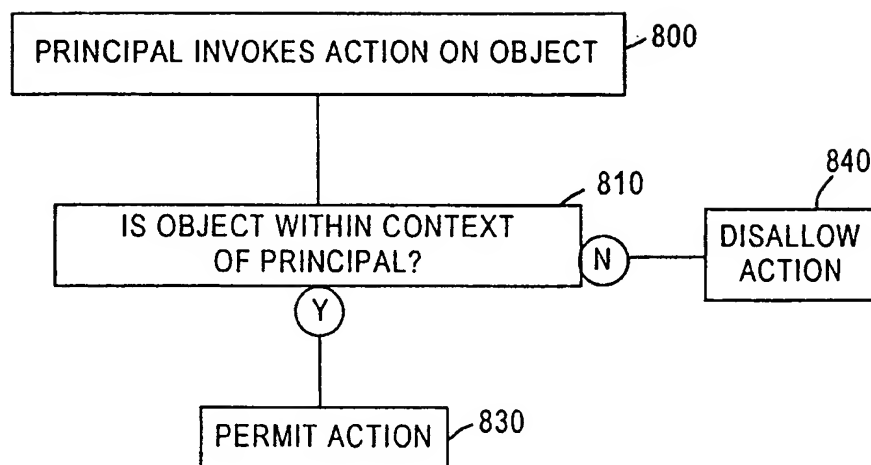 PRINCIPAL INVOKES ACTION ON OBJECT
800
810
IS OBJECT WITHIN CONTEXT
OF PRINCIPAL?
N
840
DISALLOW
ACTION
Y
PERMIT ACTION
830